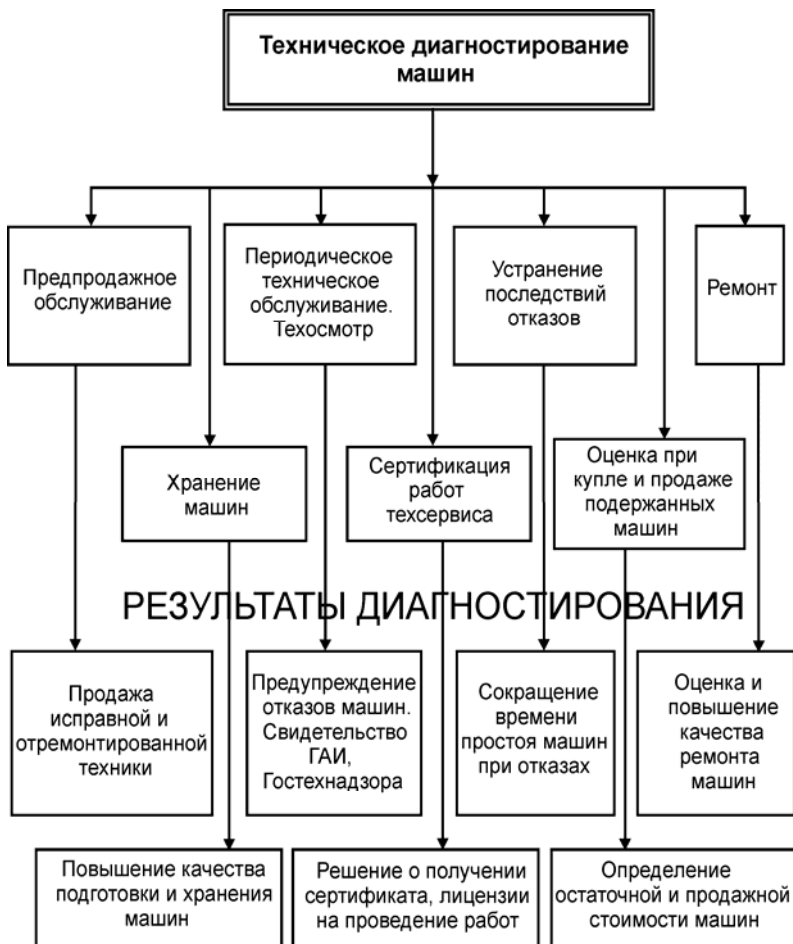 Техническое диагностирование
машин
Предпродажное
обслуживание
Периодическое
техническое
обслуживание.
Техосмотр
Устранение
последствий
отказов
Ремонт
Хранение
машин
Сертификация
работ
техсервиса
Оценка при
купле и продаже
подержанных
машин
РЕЗУЛЬТАТЫ ДИАГНОСТИРОВАНИЯ
Продажа
исправной и
отремонтированной
техники
Предупреждение
отказов машин.
Свидетельство
ГАИ,
Гостехнадзора
Сокращение
времени
простоя машин
при отказах
Оценка и
повышение
качества
ремонта
машин
Повышение качества
подготовки и хранения
машин
Решение о получении
сертификата, лицензии
на проведение работ
Определение
остаточной и продажной
стоимости машин